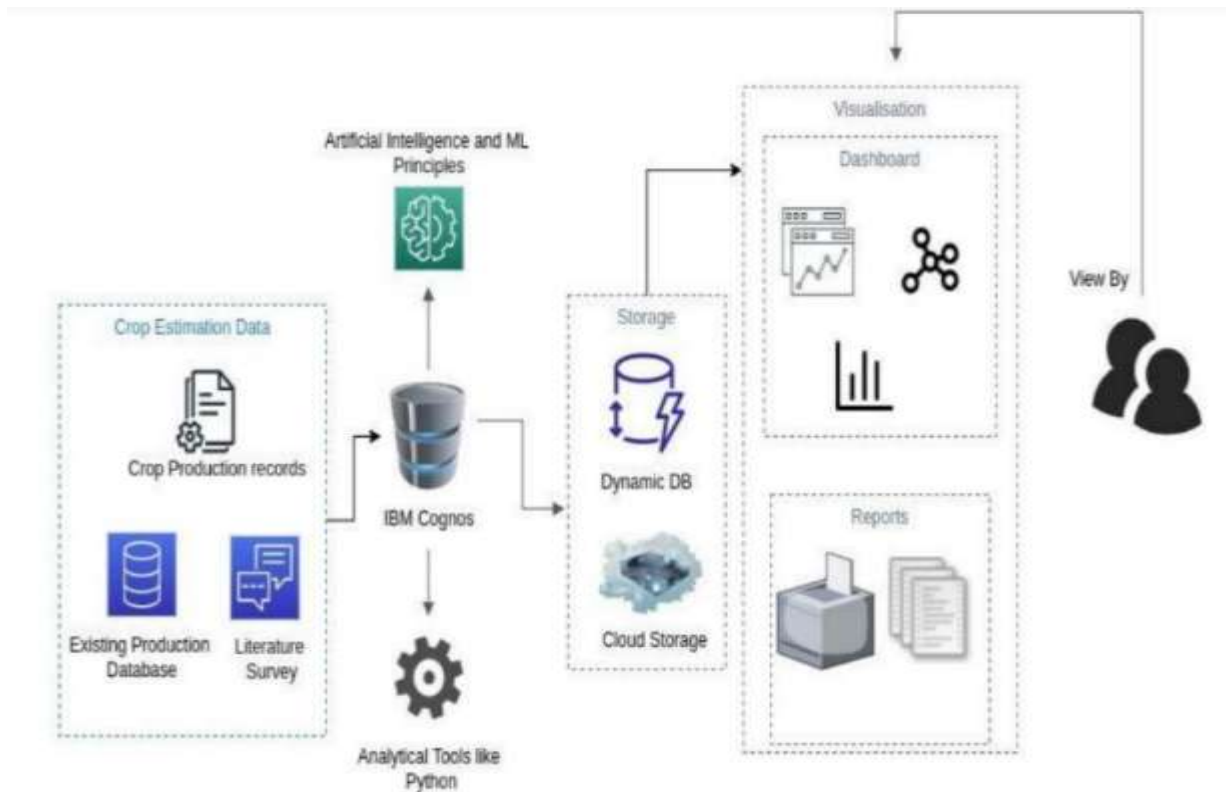 Visualisation
Artificial Intelligence and ML
Principles
Dashboard
View By
Crop Estimation Data
Storage
Crop Production records
Dynamic DB
IBM Cognos
Reports
Existing Production
Database
Literature
Survey
Cloud Storage
Analytical Tools like
Python